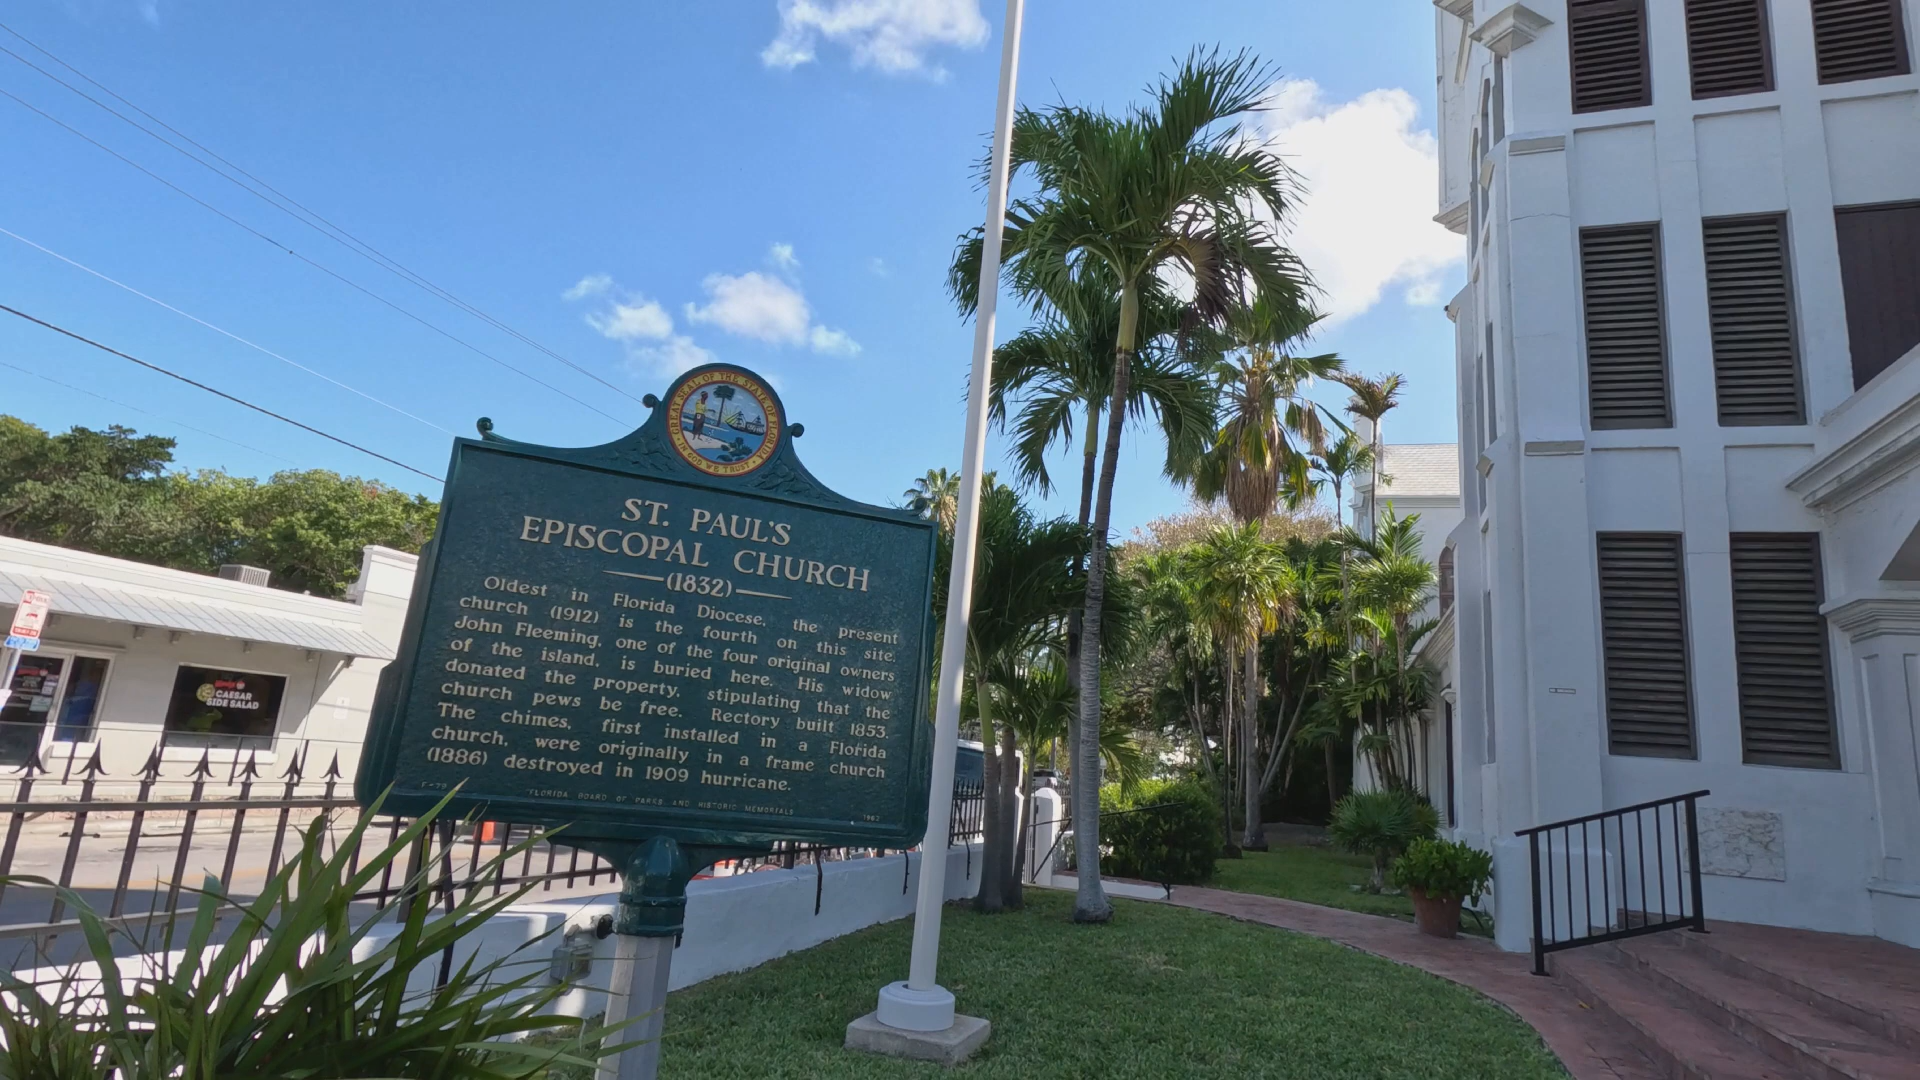 GREAT SEAL OF THE STATE OF FLORIDA
IN GOD WE TRUST
ST. PAUL'S
EPISCOPAL CHURCH
(1832)
Oldest in Florida Diocese, the present
church (1912) is the fourth on this site.
John Fleeming, one of the four original owners
of the island, is buried here. His widow
donated the property, stipulating that the
church pews be free. Rectory built 1853.
The chimes, first installed in a Florida
church, were originally in a frame church
(1886) destroyed in 1909 hurricane.
F-79
FLORIDA BOARD OF PARKS AND HISTORIC MEMORIALS
1962
CAESAR
SIDE SALAD